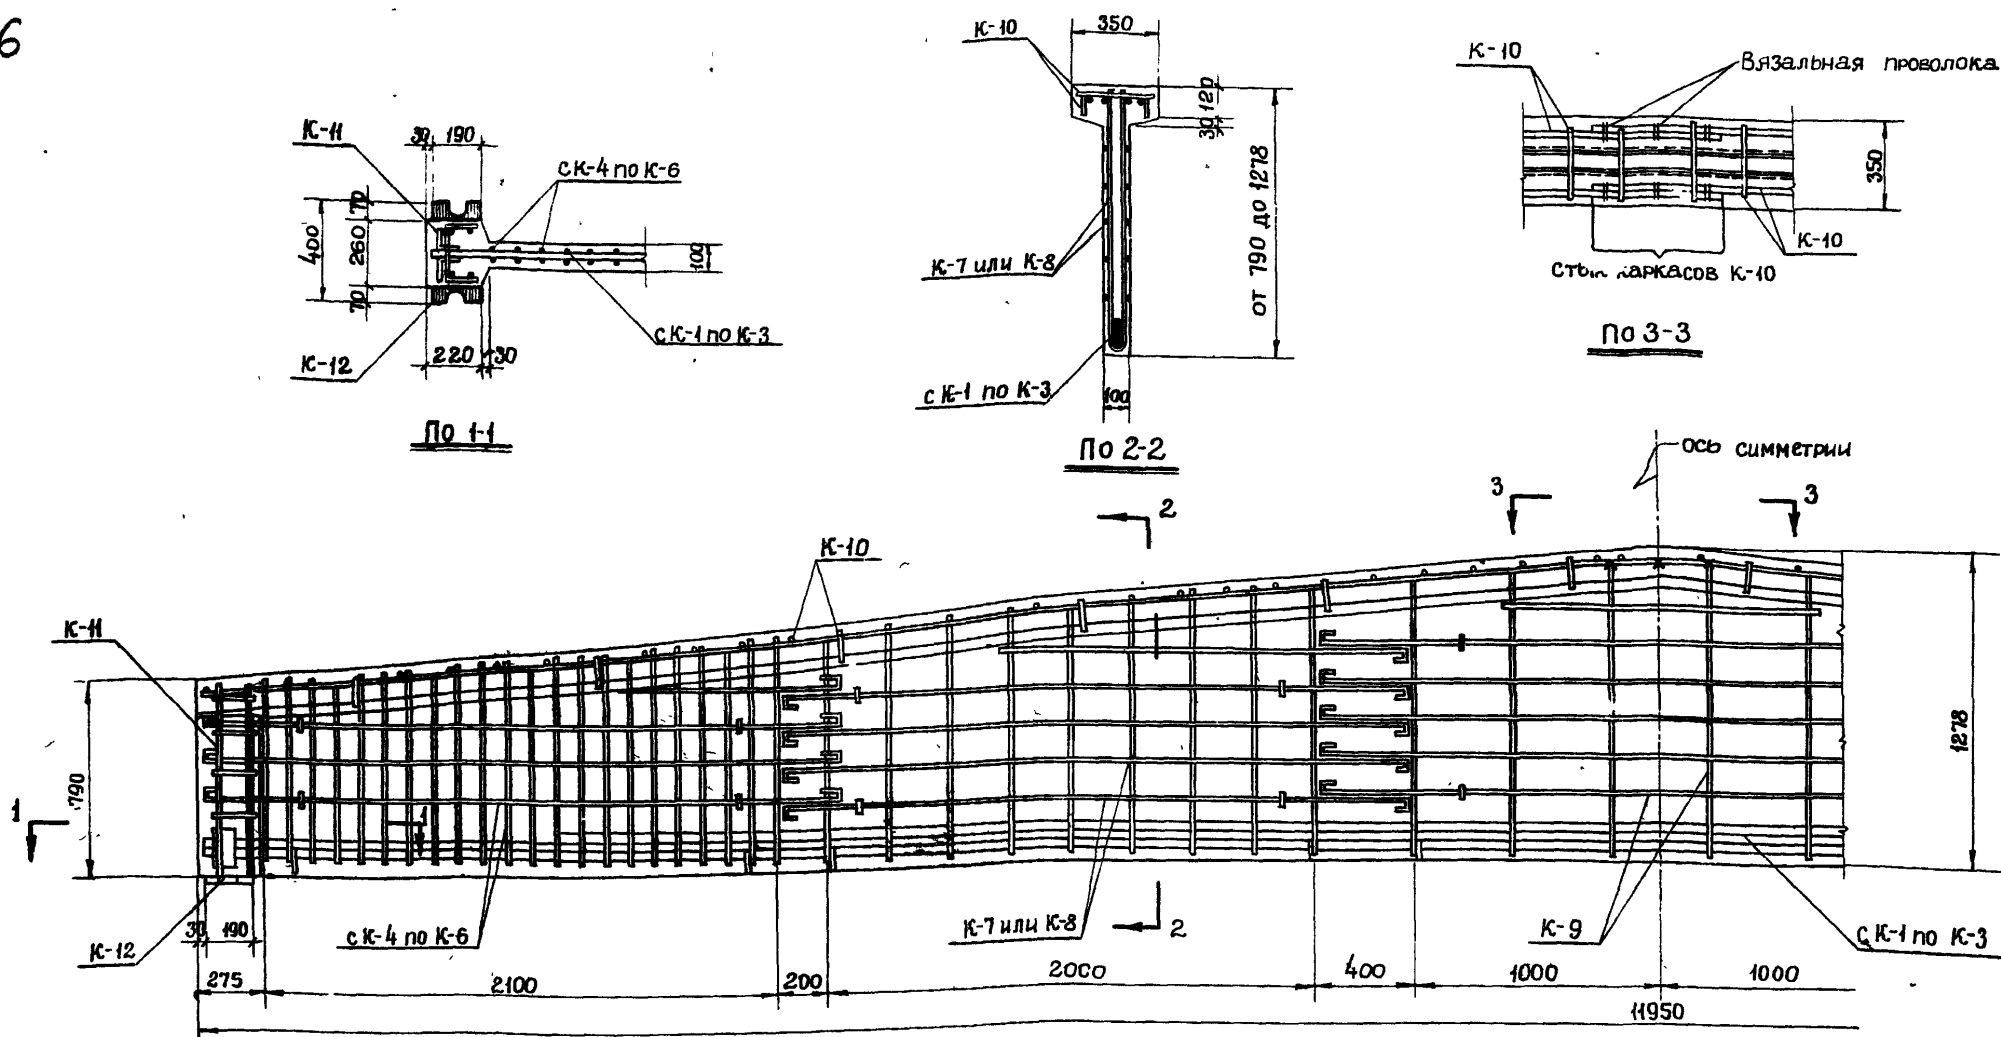 6
К-11
30 190
с К-4 по К-6
70
400
260
70
100
с К-1 по К-3
К-12
220 30
По 1-1
К-10
350
120
30
от 790 до 1278
К-7 или К-8
с К-1 по К-3
100
По 2-2
К-10
Вязальная проволока
350
К-10
каркасов К-10
По 3-3
ось симметрии
2
3
3
К-10
К-11
790
1278
1
1
30 190
К-12
с К-4 по К-6
К-7 или К-8
2
К-9
с К-1 по К-3
275
2100
200
2000
400
1000
1000
11950